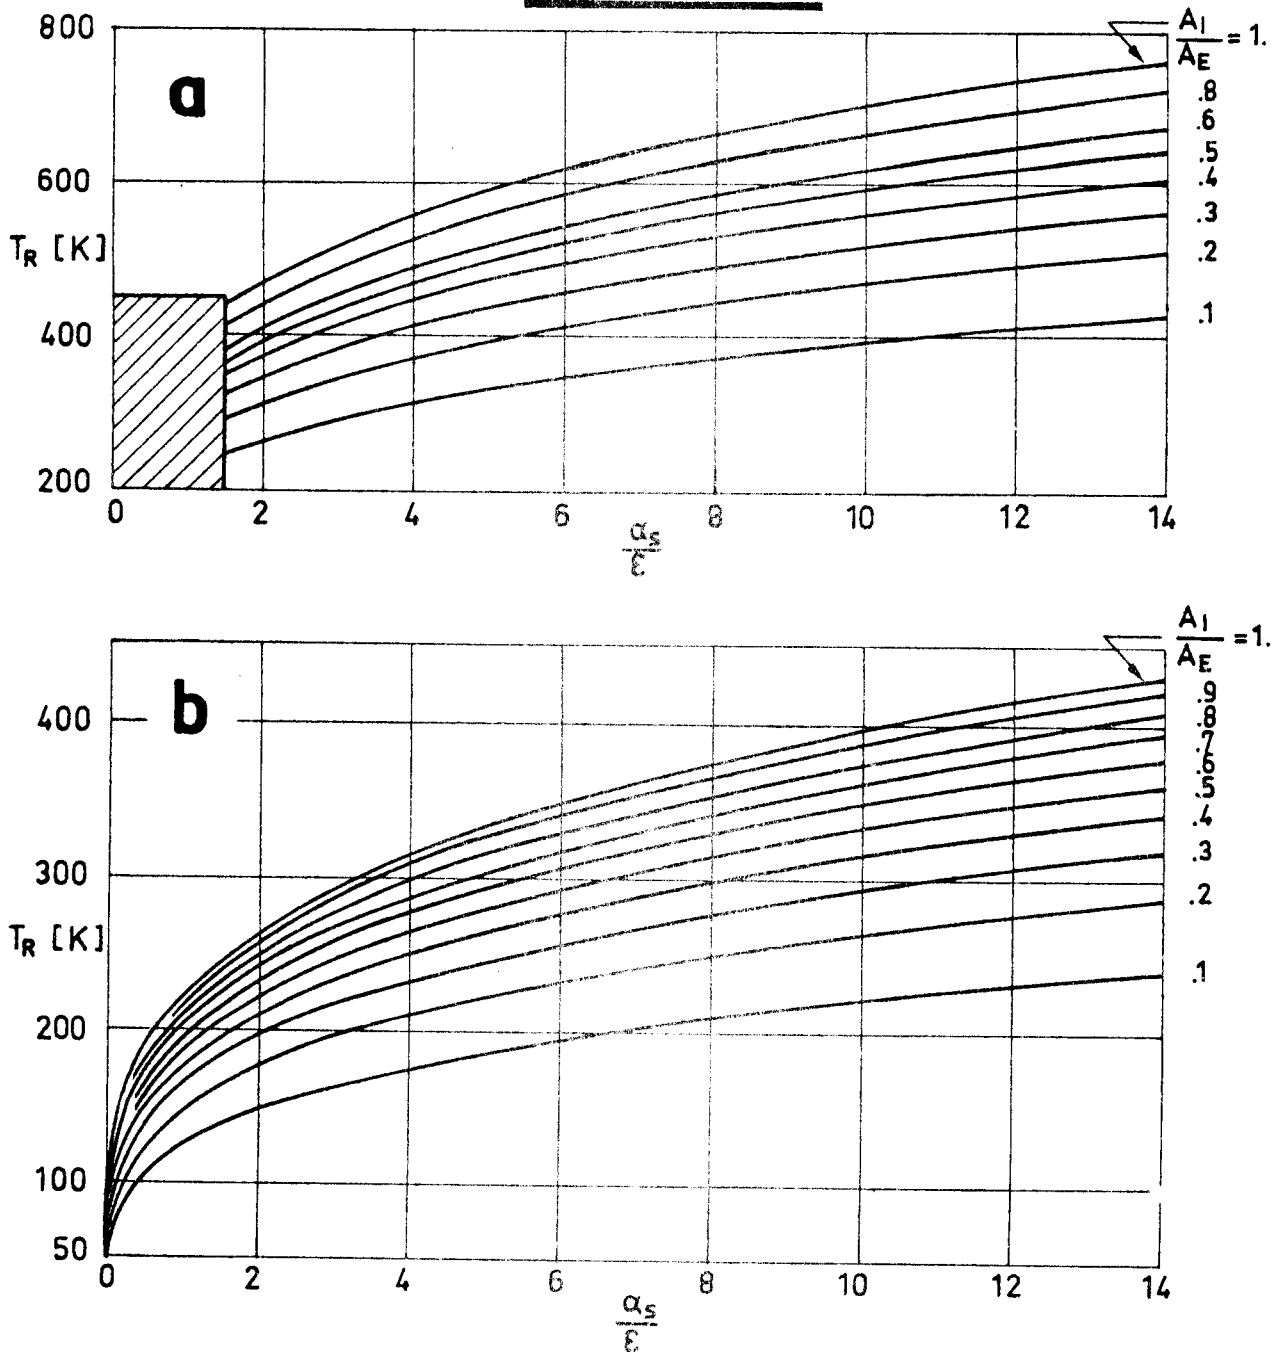 800
a
600
T_R [K]
400
200
0 2 4 6 8 10 12 14
α_s
ε
A_I
A_E = 1.
.8
.6
.5
.4
.3
.2
.1
b
400
300
T_R [K]
200
100
50
0 2 4 6 8 10 12 14
α_s
ε
A_I
A_E = 1.
.9
.8
.7
.6
.5
.4
.3
.2
.1